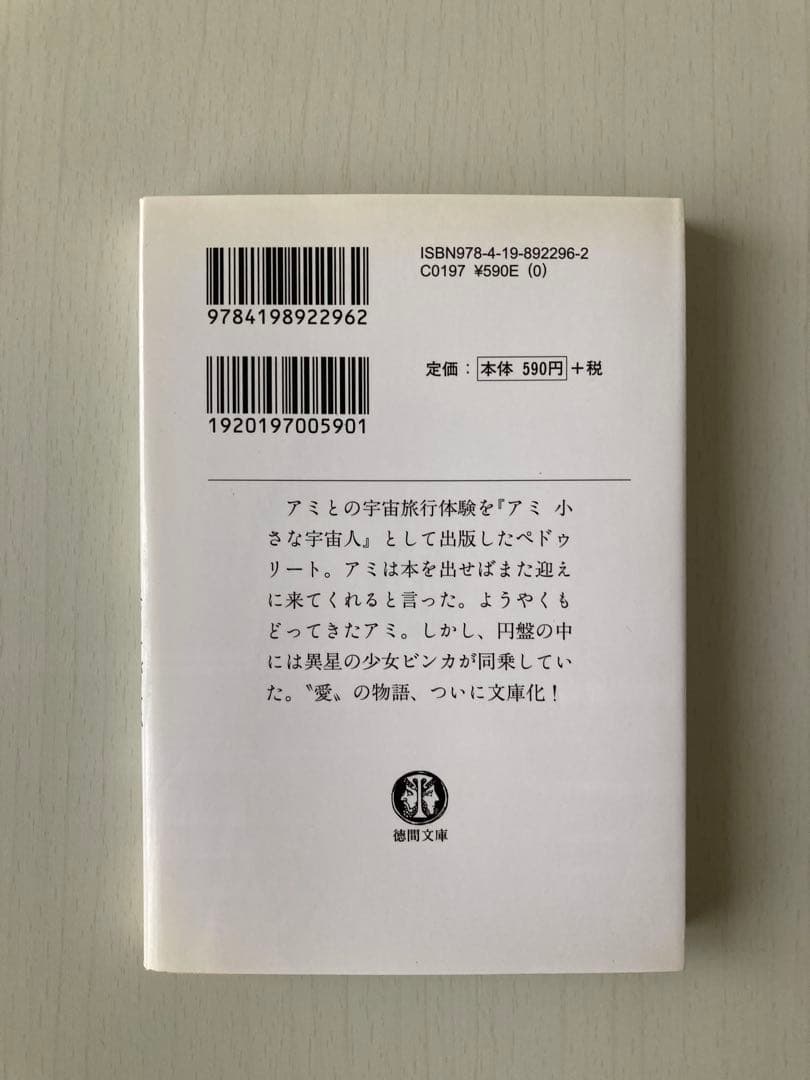 ISBN978-4-19-892296-2
C0197 ¥590E (0)
9784198922962
定価：本体 590円＋税
1920197005901
アミとの宇宙旅行体験を『アミ 小
さな宇宙人』として出版したペドゥ
リート。アミは本を出せばまた迎え
に来てくれると言った。ようやくも
どってきたアミ。しかし、円盤の中
には異星の少女ビンカが同乗してい
た。〝愛〟の物語、ついに文庫化！
徳間文庫